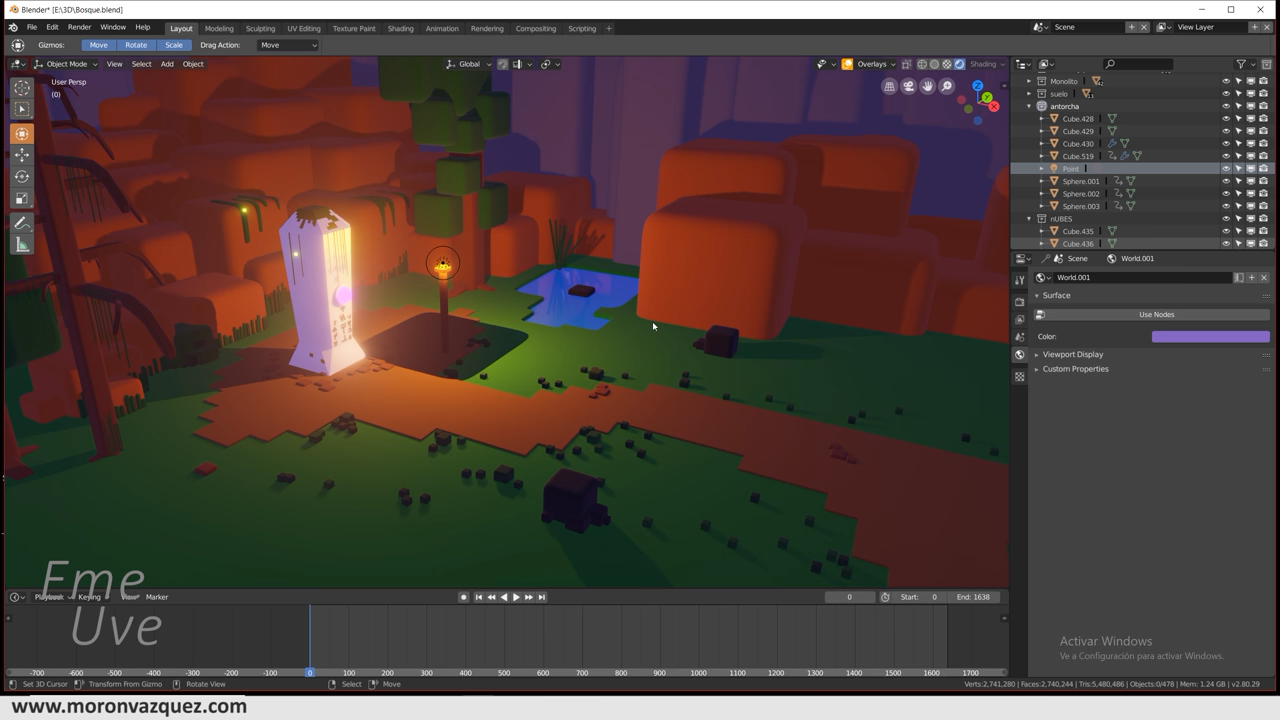 Blender* [E:\3D\Bosque.blend]
File Edit Render Window Help Layout Modeling Sculpting UV Editing Texture Paint Shading Animation Rendering Compositing Scripting + Scene View Layer
Gizmos: Move Rotate Scale Drag Action: Move
Object Mode View Select Add Object Global Overlays Shading
User Persp
(0)
Monolito
suelo
antorcha
Cube.428
Cube.429
Cube.430
Cube.519
Point
Sphere.001
Sphere.002
Sphere.003
nUBES
Cube.435
Cube.436
Scene World.001
World.001
Surface
Use Nodes
Color:
Viewport Display
Custom Properties
Eme
Uve
Playback Keying View Marker 0 Start: 0 End: 1638
-700 -600 -500 -400 -300 -200 -100 0 100 200 300 400 500 600 700 800 900 1000 1100 1200 1300 1400 1500 1600 1700
Activar Windows
Ve a Configuración para activar Windows.
Set 3D Cursor Transform From Gizmo Rotate View Select Move Verts:2,741,280 | Faces:2,740,244 | Tris:5,480,486 | Objects:0/478 | Mem: 1.24 GB | v2.80.29
www.moronvazquez.com